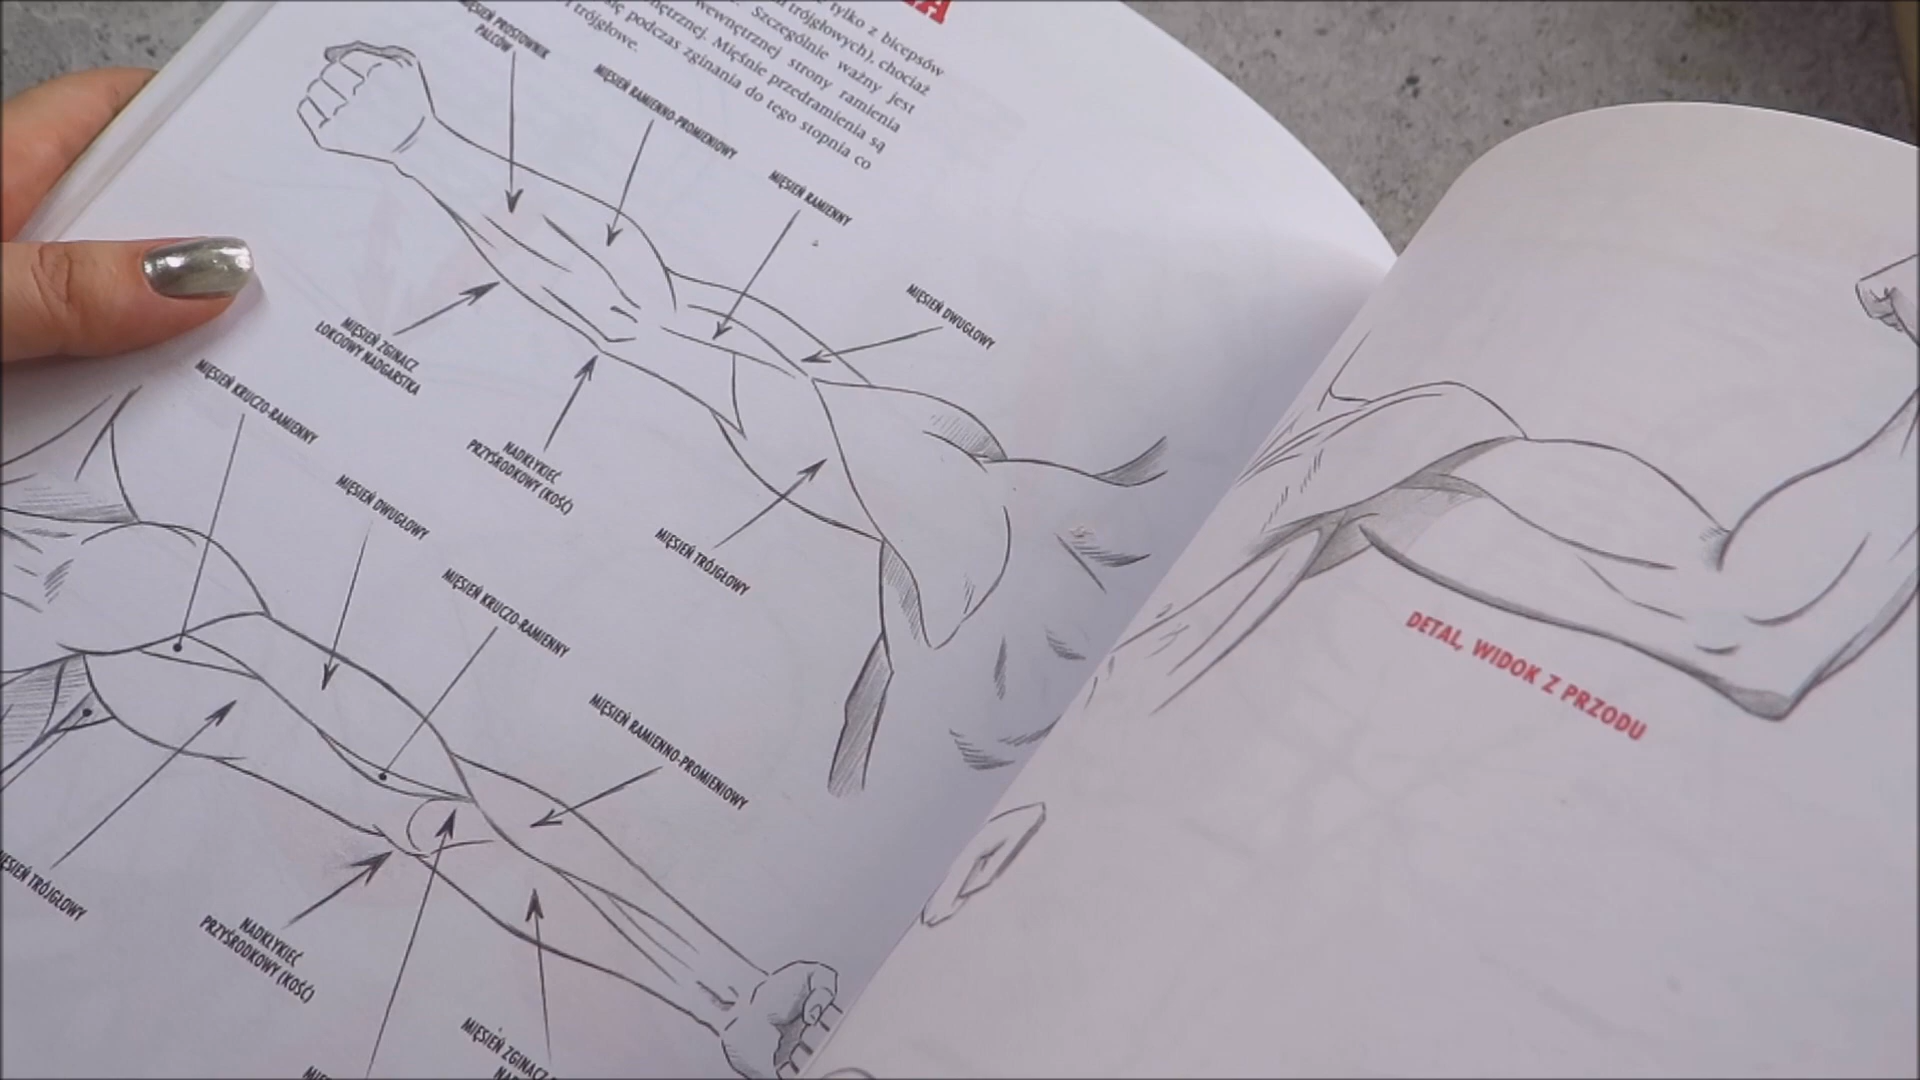 tylko z bicepsów
trójgłowych), chociaż
Szczególnie ważny jest
wewnętrznej strony ramienia
Mięśnie przedramienia są
podczas zginania do tego stopnia co
trójgłowe.
MIĘSIEŃ PROSTOWNIK
PALCÓW
MIĘSIEŃ RAMIENNO-PROMIENIOWY
MIĘSIEŃ RAMIENNY
MIĘSIEŃ DWUGŁOWY
MIĘSIEŃ ZGINACZ
ŁOKCIOWY NADGARSTKA
NADKŁYKIEĆ
PRZYŚRODKOWY (KOŚĆ)
MIĘSIEŃ TRÓJGŁOWY
MIĘSIEŃ KRUCZO-RAMIENNY
MIĘSIEŃ DWUGŁOWY
MIĘSIEŃ KRUCZO-RAMIENNY
MIĘSIEŃ RAMIENNO-PROMIENIOWY
MIĘSIEŃ TRÓJGŁOWY
NADKŁYKIEĆ
PRZYŚRODKOWY (KOŚĆ)
MIĘSIEŃ ZGINACZ
DETAL, WIDOK Z PRZODU